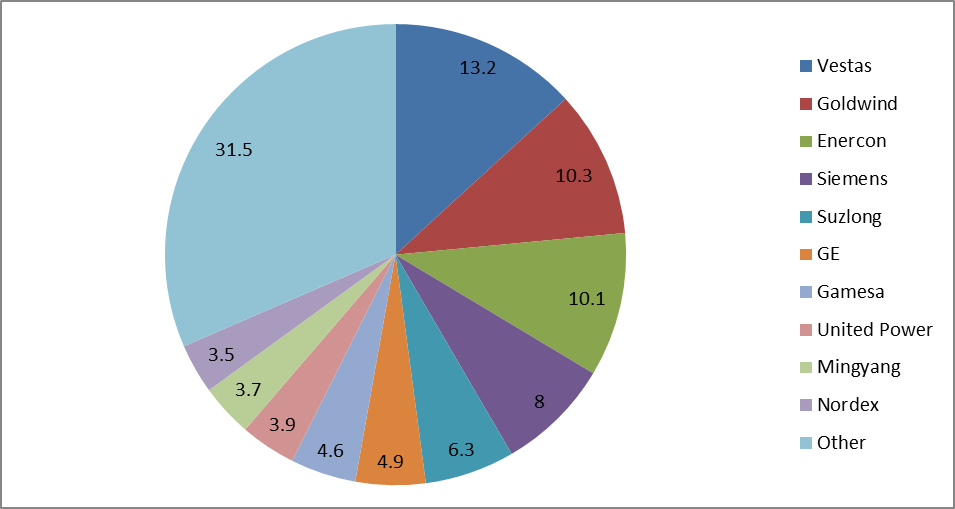 13.2
10.3
10.1
8
6.3
4.9
4.6
3.9
3.7
3.5
31.5
Vestas
Goldwind
Enercon
Siemens
Suzlong
GE
Gamesa
United Power
Mingyang
Nordex
Other